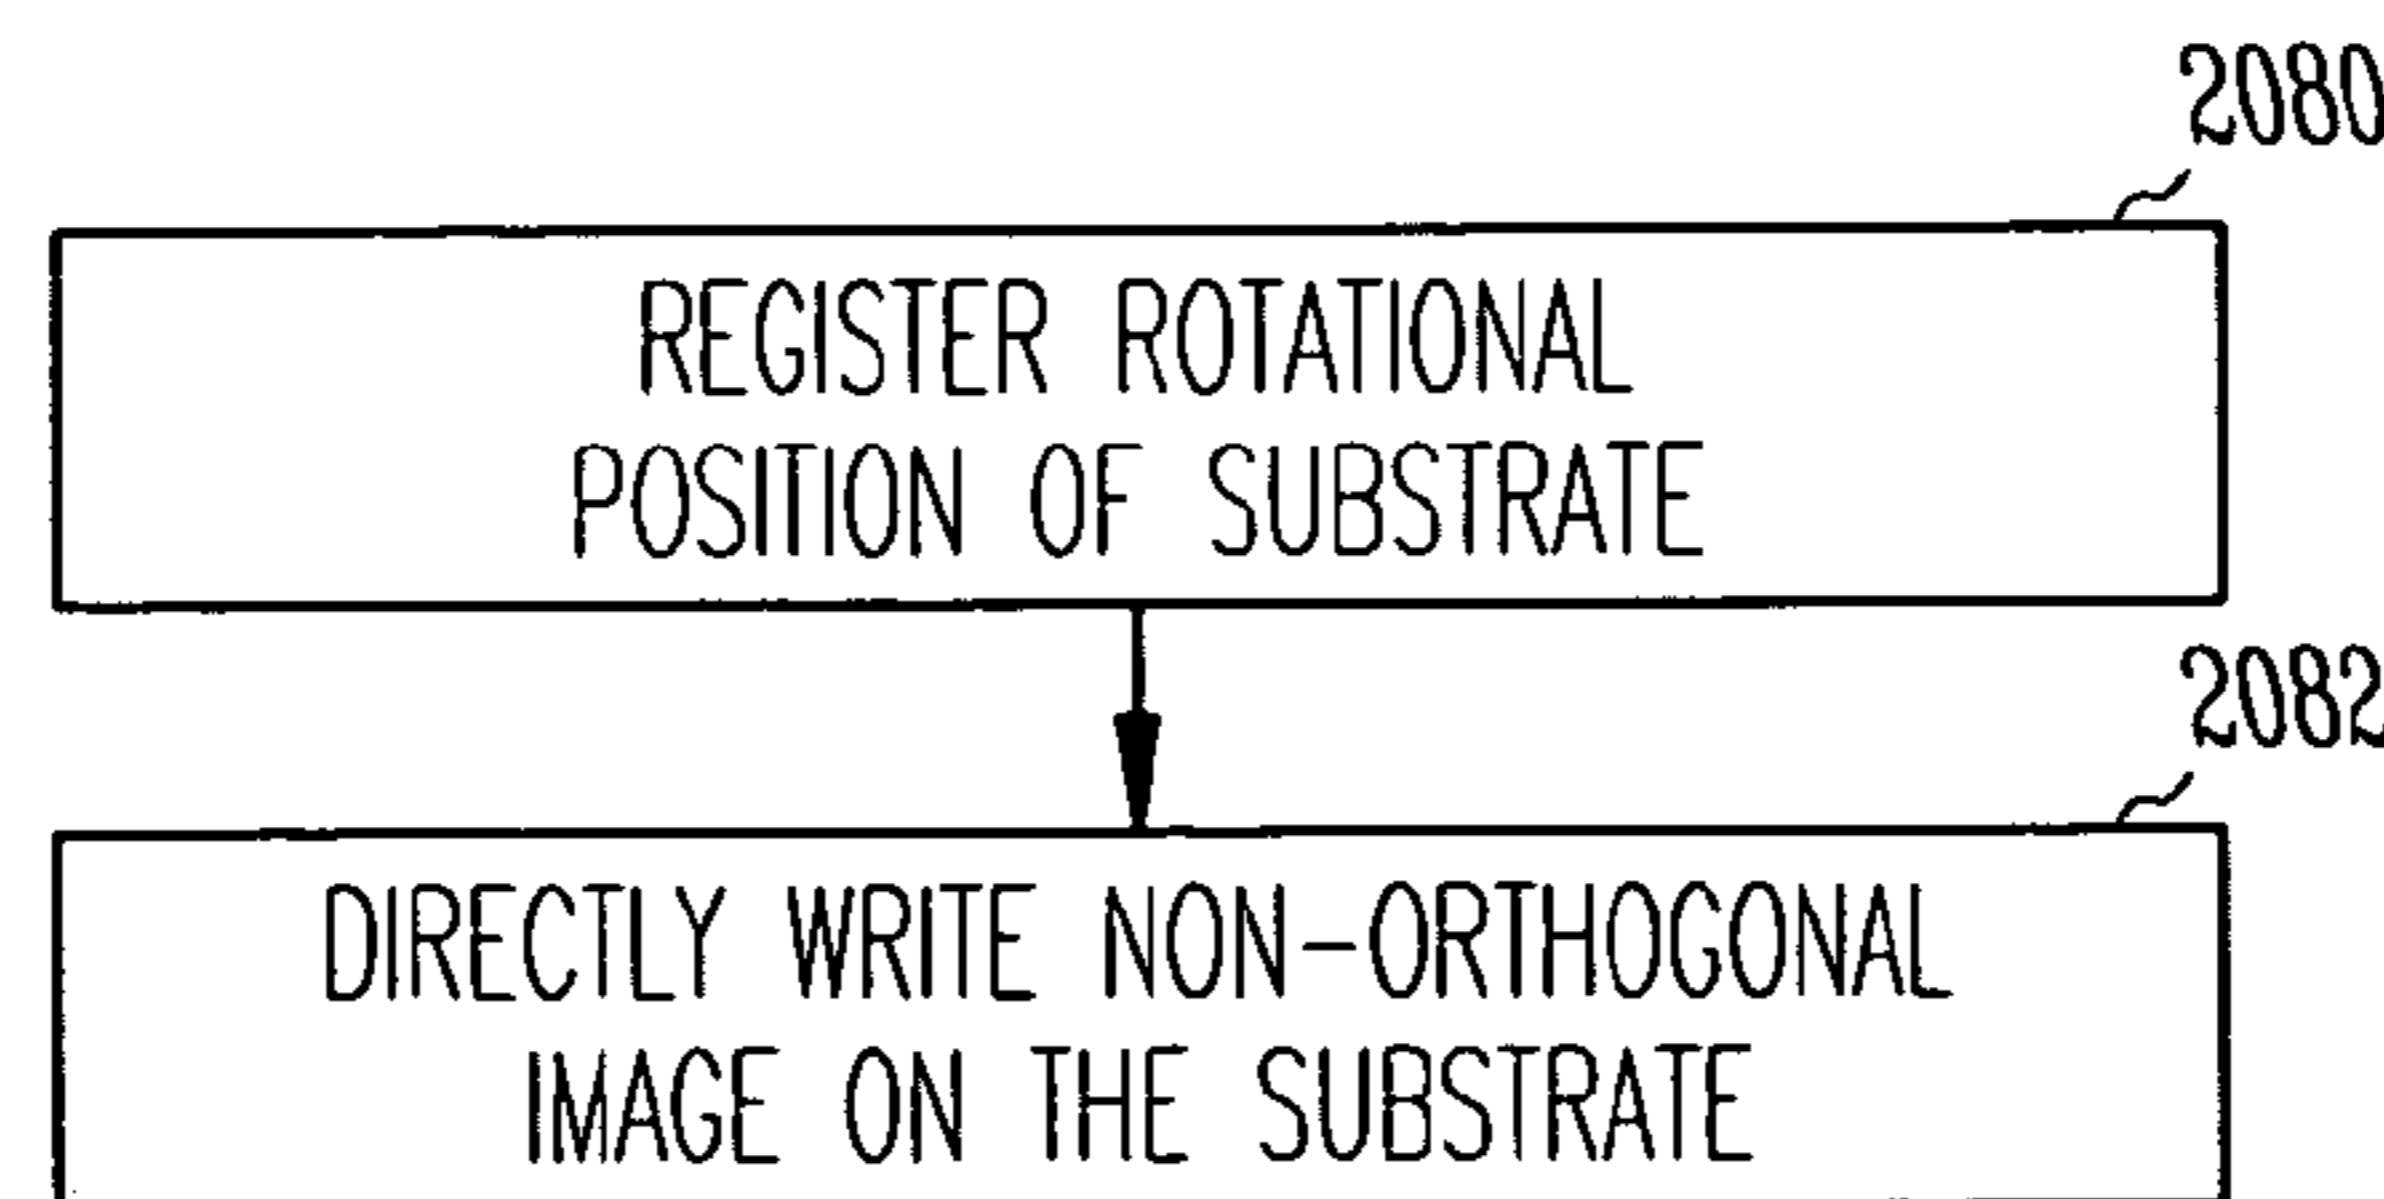 2080
REGISTER ROTATIONAL
POSITION OF SUBSTRATE
2082
DIRECTLY WRITE NON-ORTHOGONAL
IMAGE ON THE SUBSTRATE